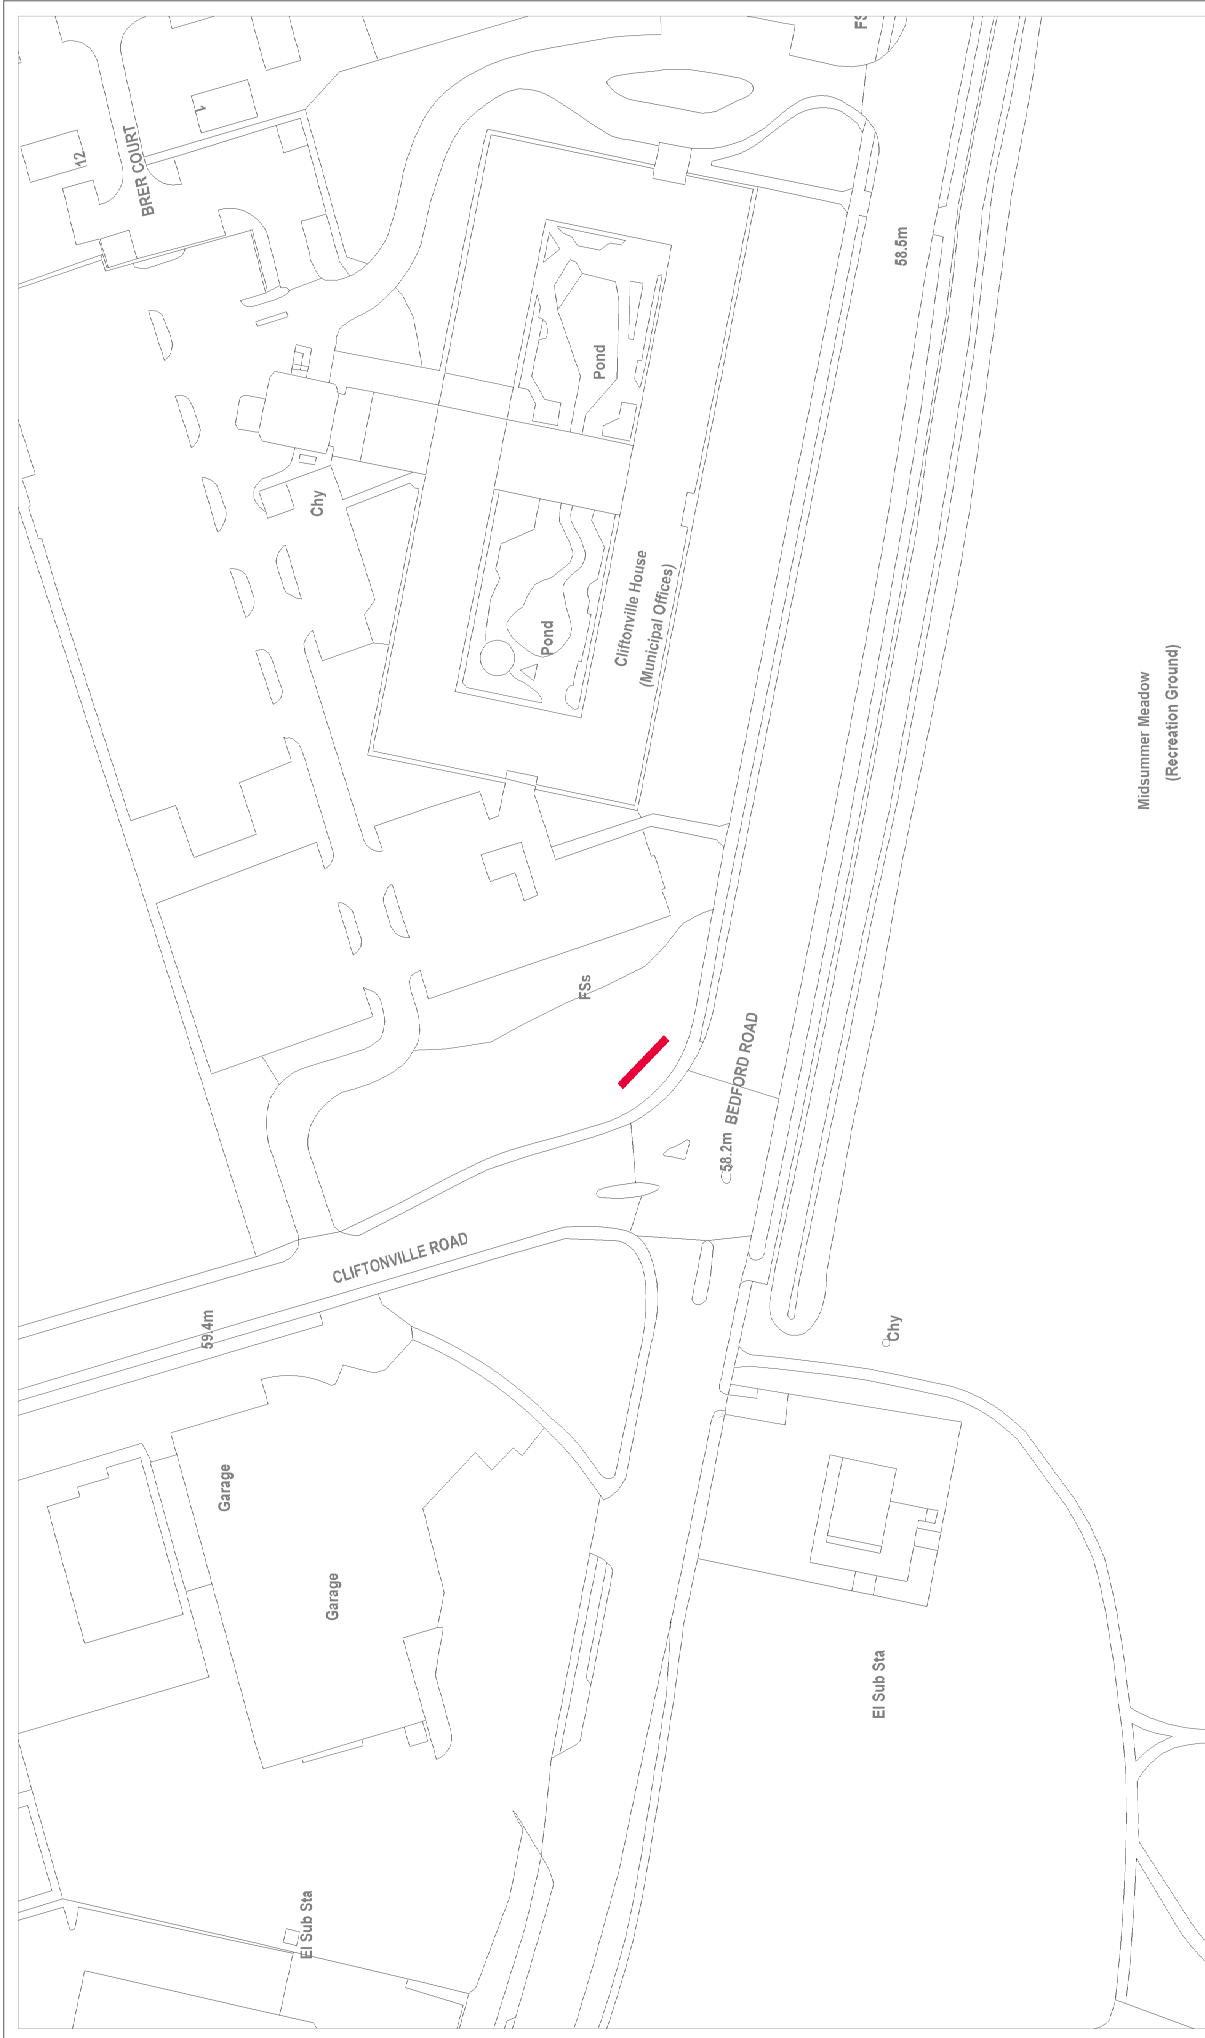 FS
1
12
BRER COURT
58.5m
Pond
Chy
Cliftonville House
(Municipal Offices)
Pond
Midsummer Meadow
(Recreation Ground)
FSs
BEDFORD ROAD
58.2m
CLIFTONVILLE ROAD
59.4m
Chy
Garage
Garage
El Sub Sta
El Sub Sta